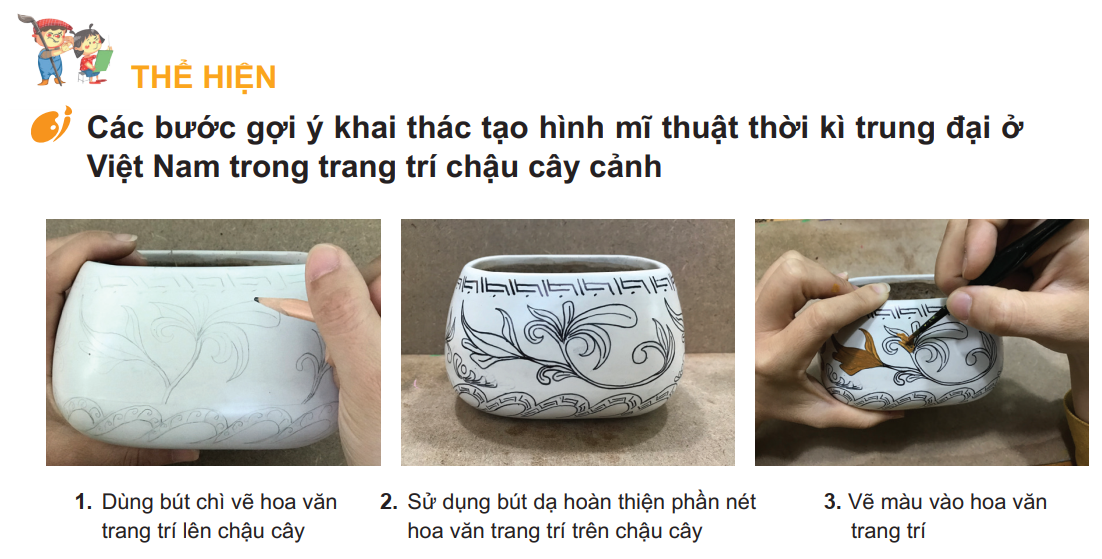 THỂ HIỆN
Các bước gợi ý khai thác tạo hình mĩ thuật thời kì trung đại ở
Việt Nam trong trang trí chậu cây cảnh
1. Dùng bút chì vẽ hoa văn
trang trí lên chậu cây
2. Sử dụng bút dạ hoàn thiện phần nét
hoa văn trang trí trên chậu cây
3. Vẽ màu vào hoa văn
trang trí